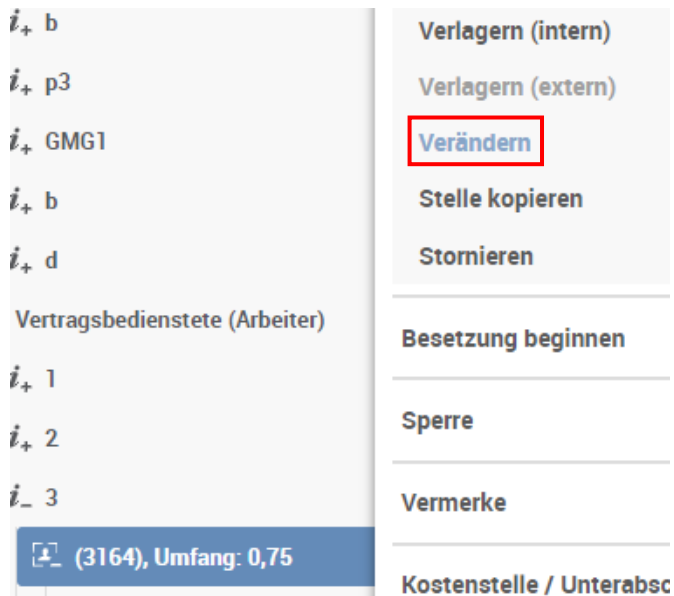 i+ b
i+ p3
i+ GMG1
i+ b
i+ d
Vertragsbedienstete (Arbeiter)
i+ 1
i+ 2
i− 3
(3164), Umfang: 0,75
Verlagern (intern)
Verlagern (extern)
Verändern
Stelle kopieren
Stornieren
Besetzung beginnen
Sperre
Vermerke
Kostenstelle / Unterabsc